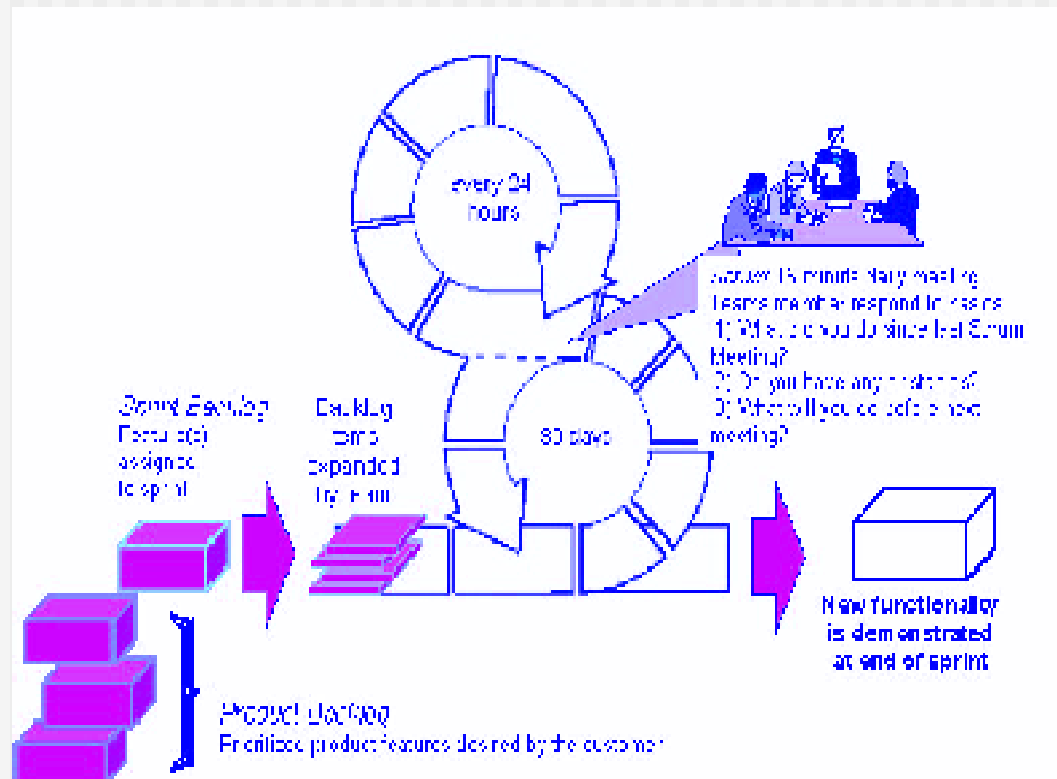 every 24
hours
15 minute daily meeting
Teams member respond to basics
1) What did you do since last Scrum
Meeting?
2) Do you have any obstacles?
3) What will you do before next
meeting?
30 days
Sprint Backlog
Feature(s)
assigned
to sprint
Backlog
items
expanded
by team
New functionality
is demonstrated
at end of sprint
Product Backlog
Prioritized product features desired by the customer